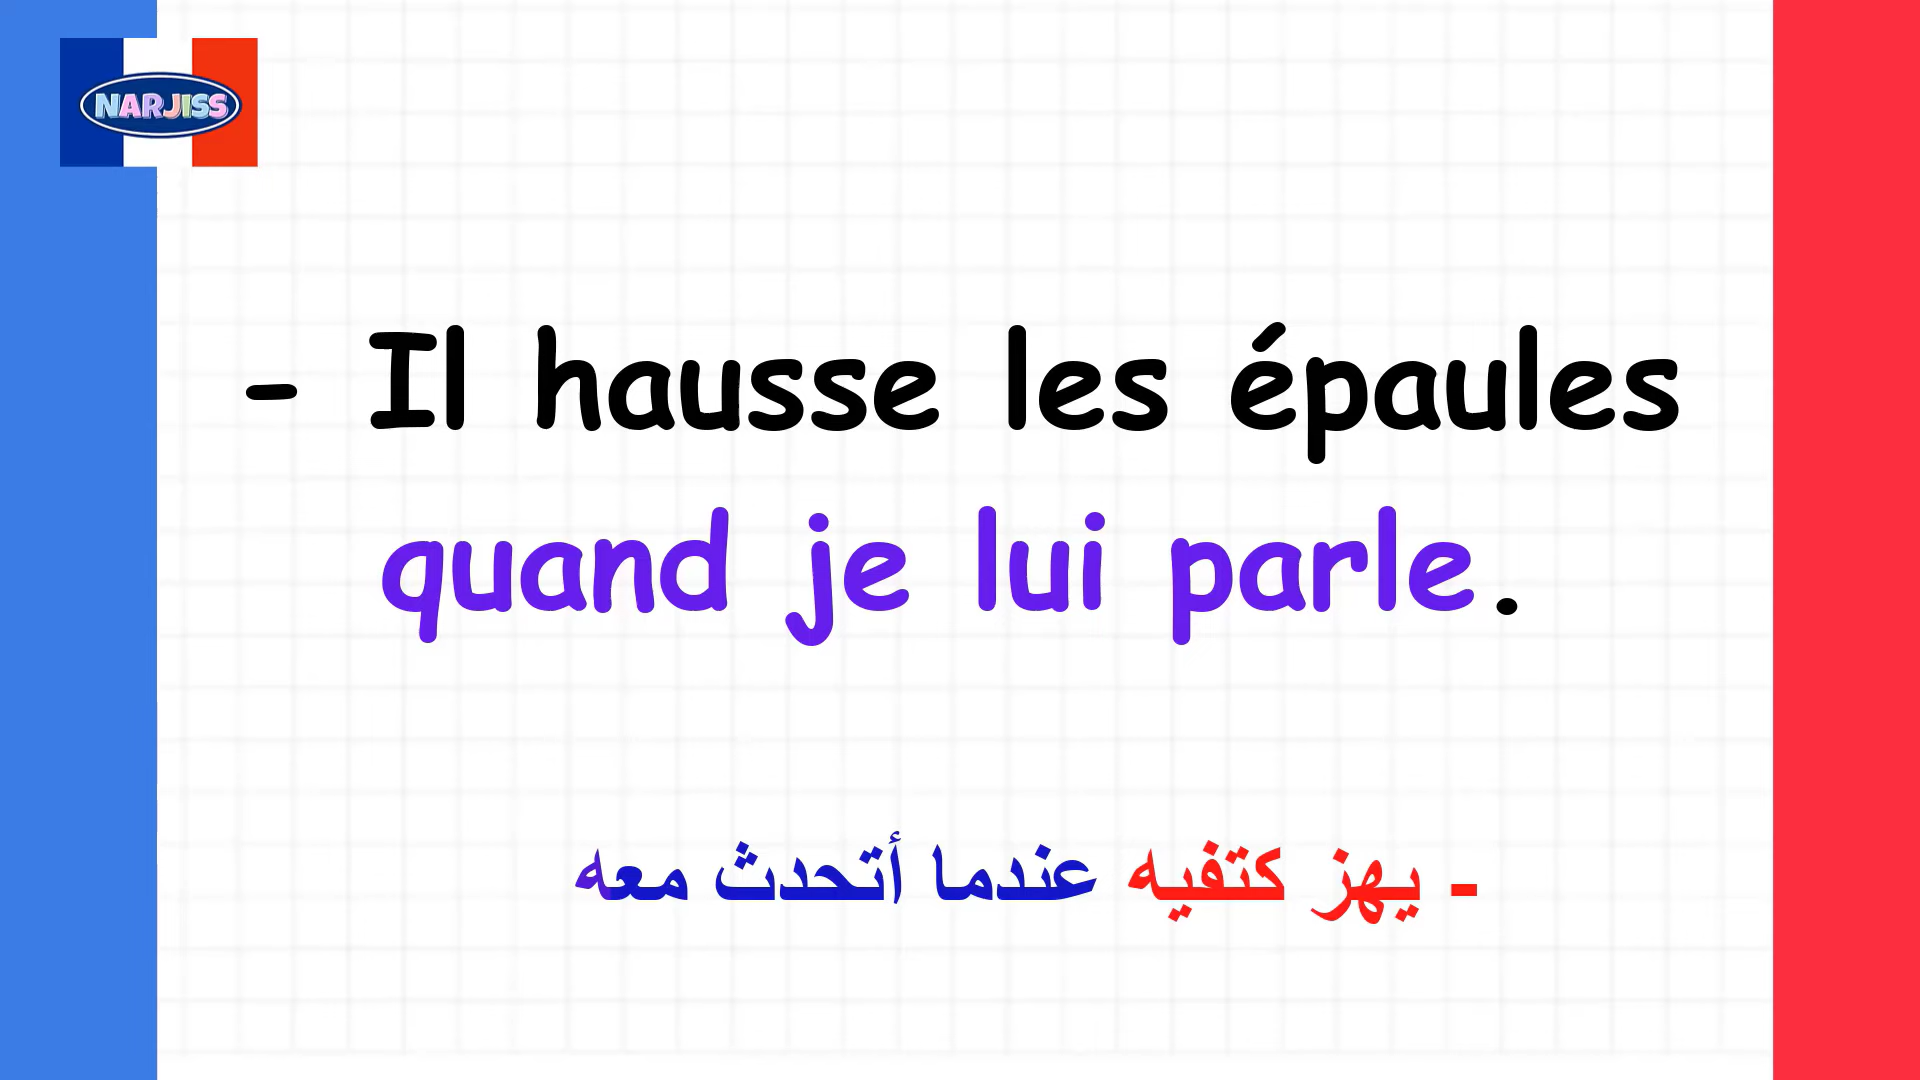 NARJISS
- Il hausse les épaules
quand je lui parle.
- يهز كتفيه عندما أتحدث معه